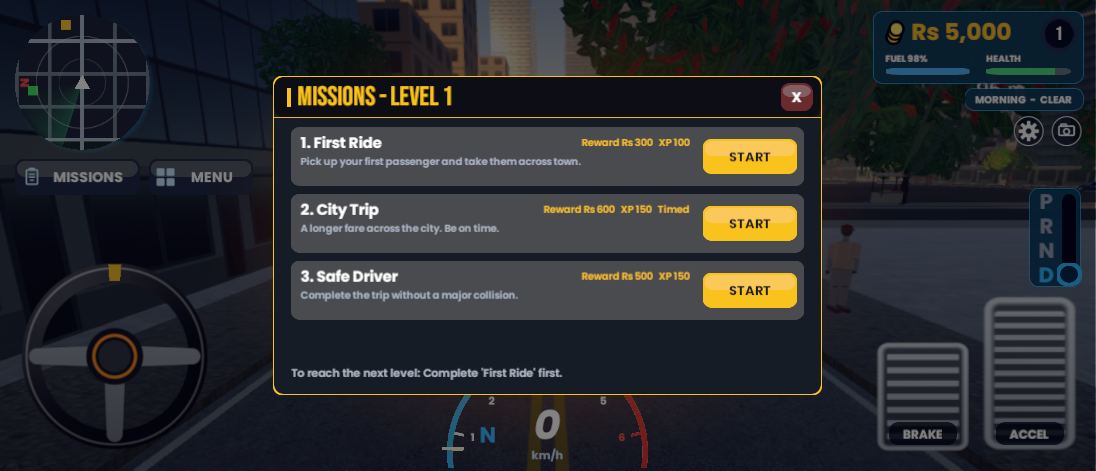 Rs 5,000
1
FUEL 98%
HEALTH
MORNING - CLEAR
N
MISSIONS
MENU
MISSIONS - LEVEL 1
X
1. First Ride
Reward Rs 300 XP 100
Pick up your first passenger and take them across town.
START
2. City Trip
Reward Rs 600 XP 150 Timed
A longer fare across the city. Be on time.
START
3. Safe Driver
Reward Rs 500 XP 150
Complete the trip without a major collision.
START
To reach the next level: Complete 'First Ride' first.
P
R
N
D
2
5
1
N
0
6
km/h
BRAKE
ACCEL